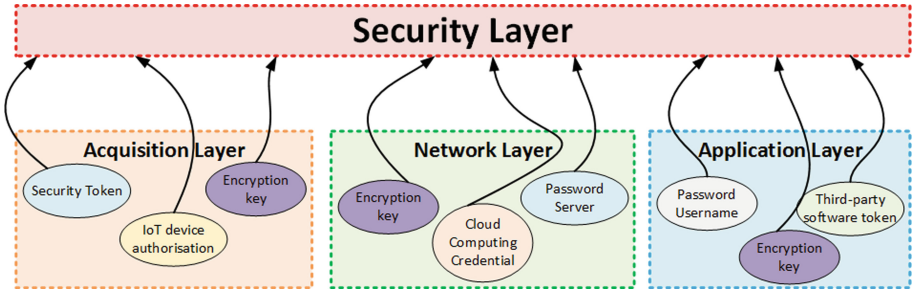 Security Layer
Acquisition Layer
Security Token
IoT device
authorisation
Encryption
key
Network Layer
Encryption
key
Cloud
Computing
Credential
Password
Server
Application Layer
Password
Username
Encryption
key
Third-party
software token